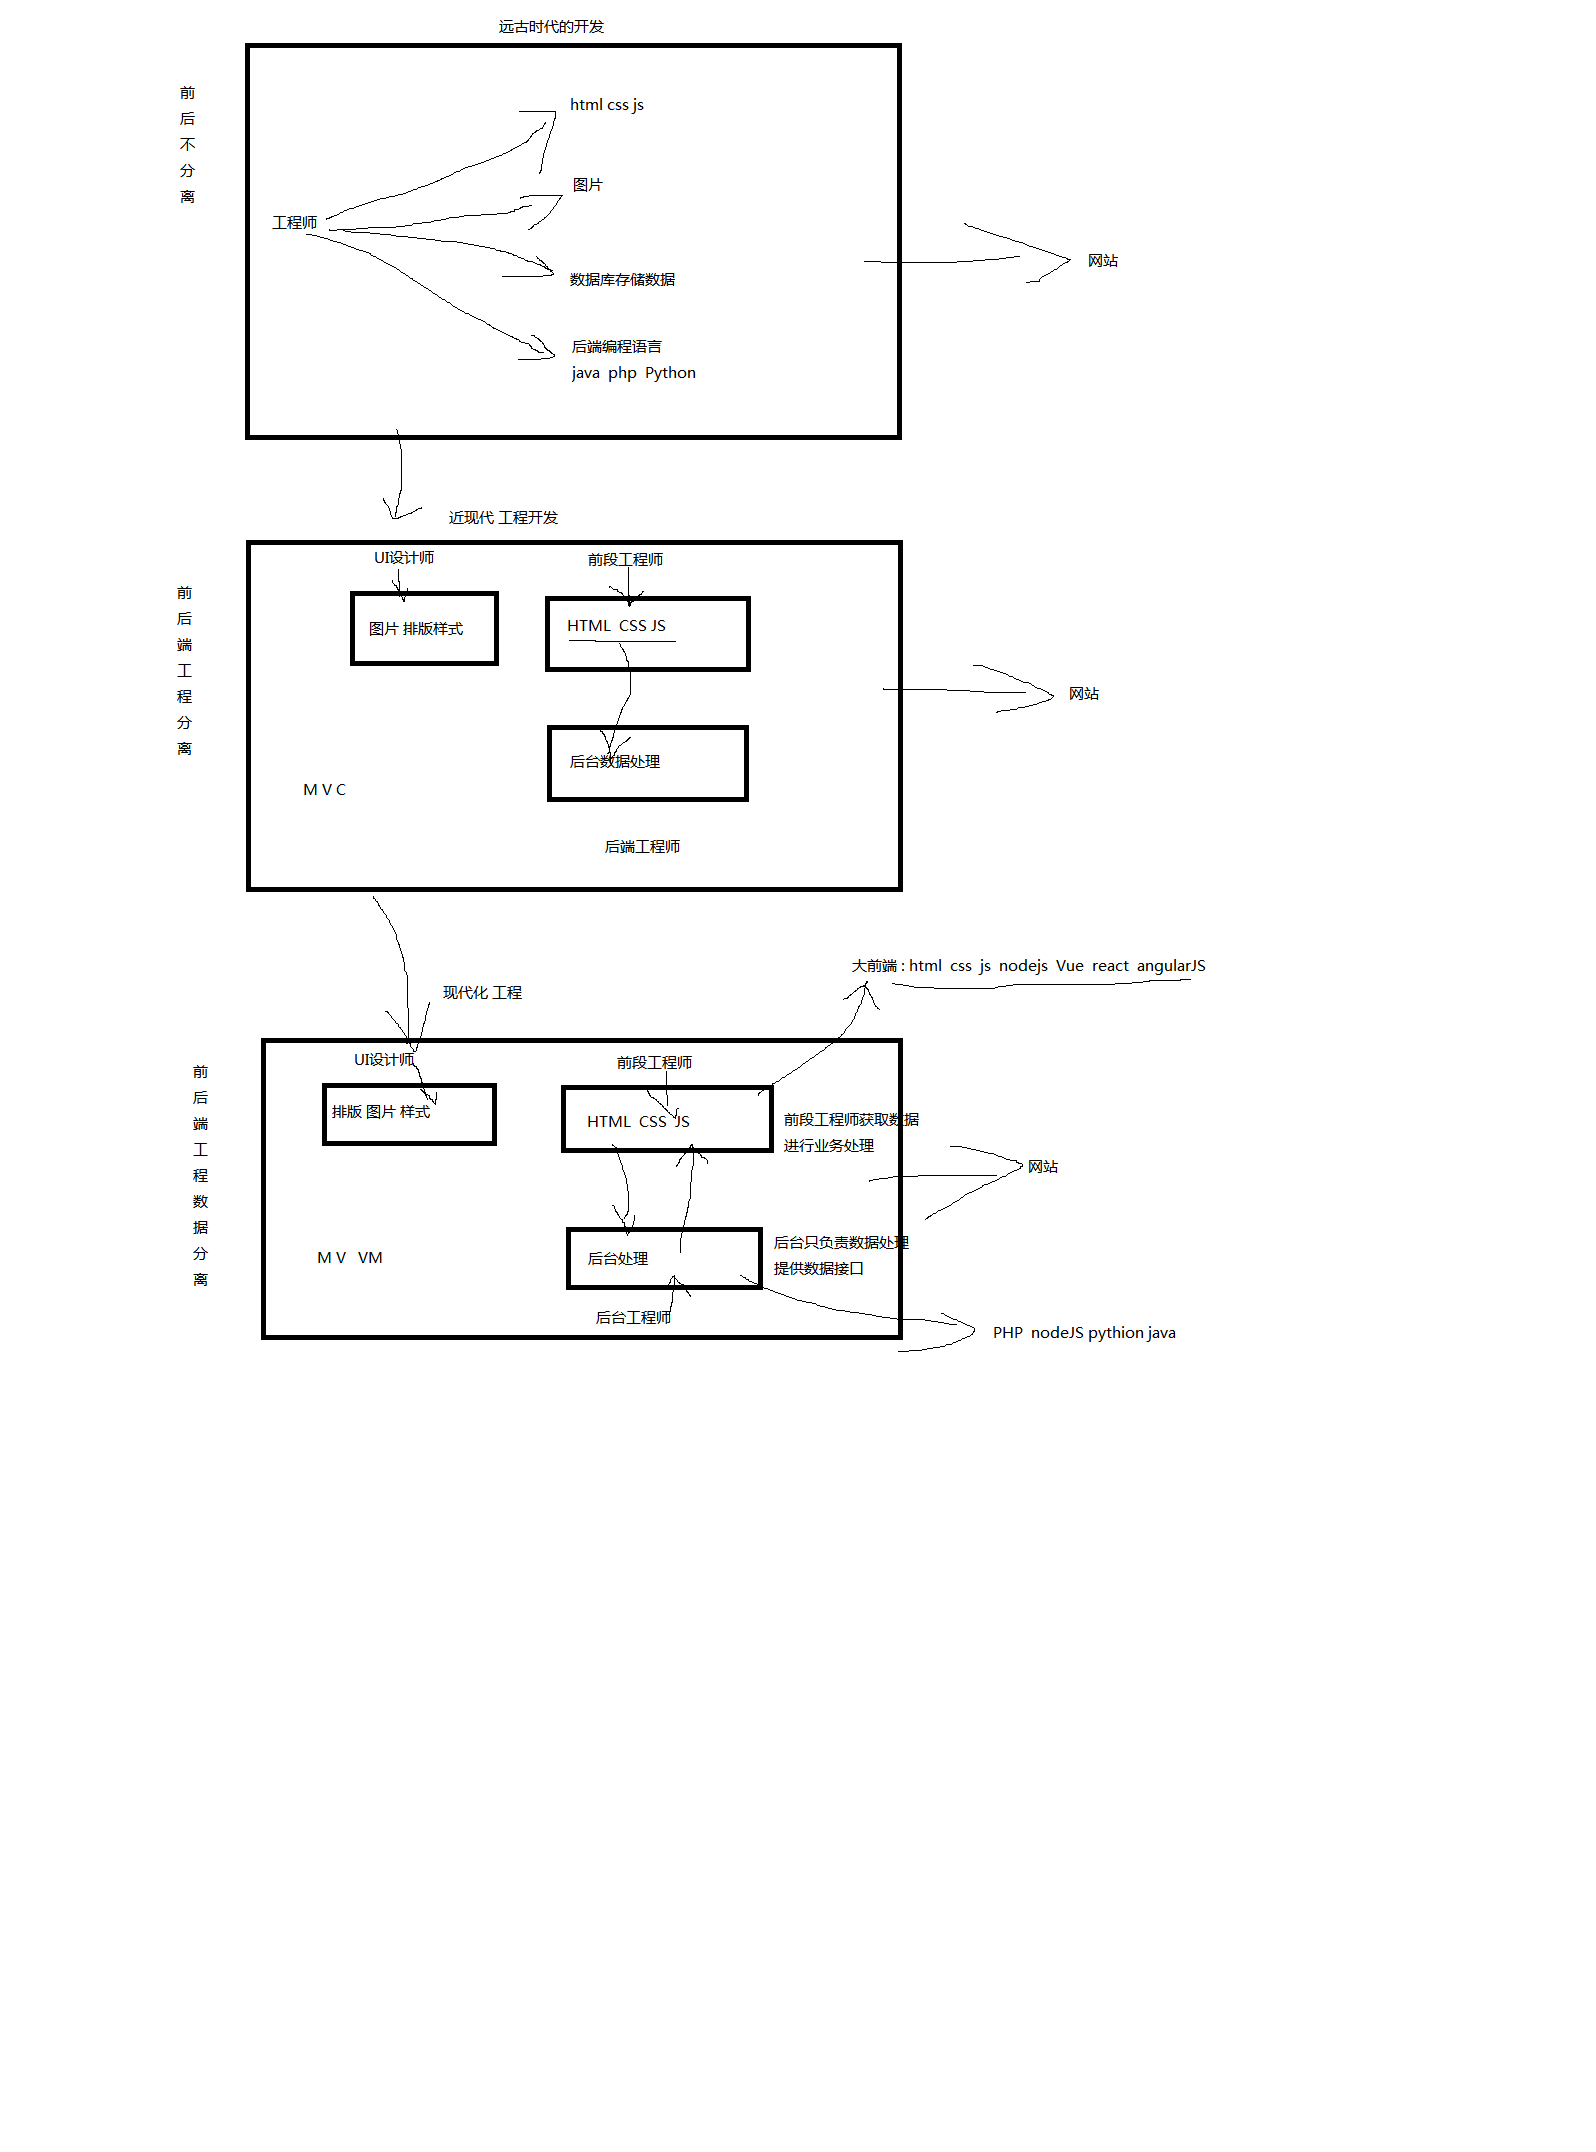 远古时代的开发
前后不分离
html css js
图片
工程师
数据库存储数据
后端编程语言
java php Python
网站
近现代 工程开发
前后端工程分离
UI设计师
前段工程师
图片 排版样式
HTML CSS JS
网站
后台数据处理
M V C
后端工程师
大前端 : html css js nodejs Vue react angularJS
现代化 工程
前后端工程数据分离
UI设计师
前段工程师
排版 图片 样式
HTML CSS JS
前段工程师获取数据
进行业务处理
网站
后台只负责数据处理
提供数据接口
M V VM
后台处理
后台工程师
PHP nodeJS pythion java